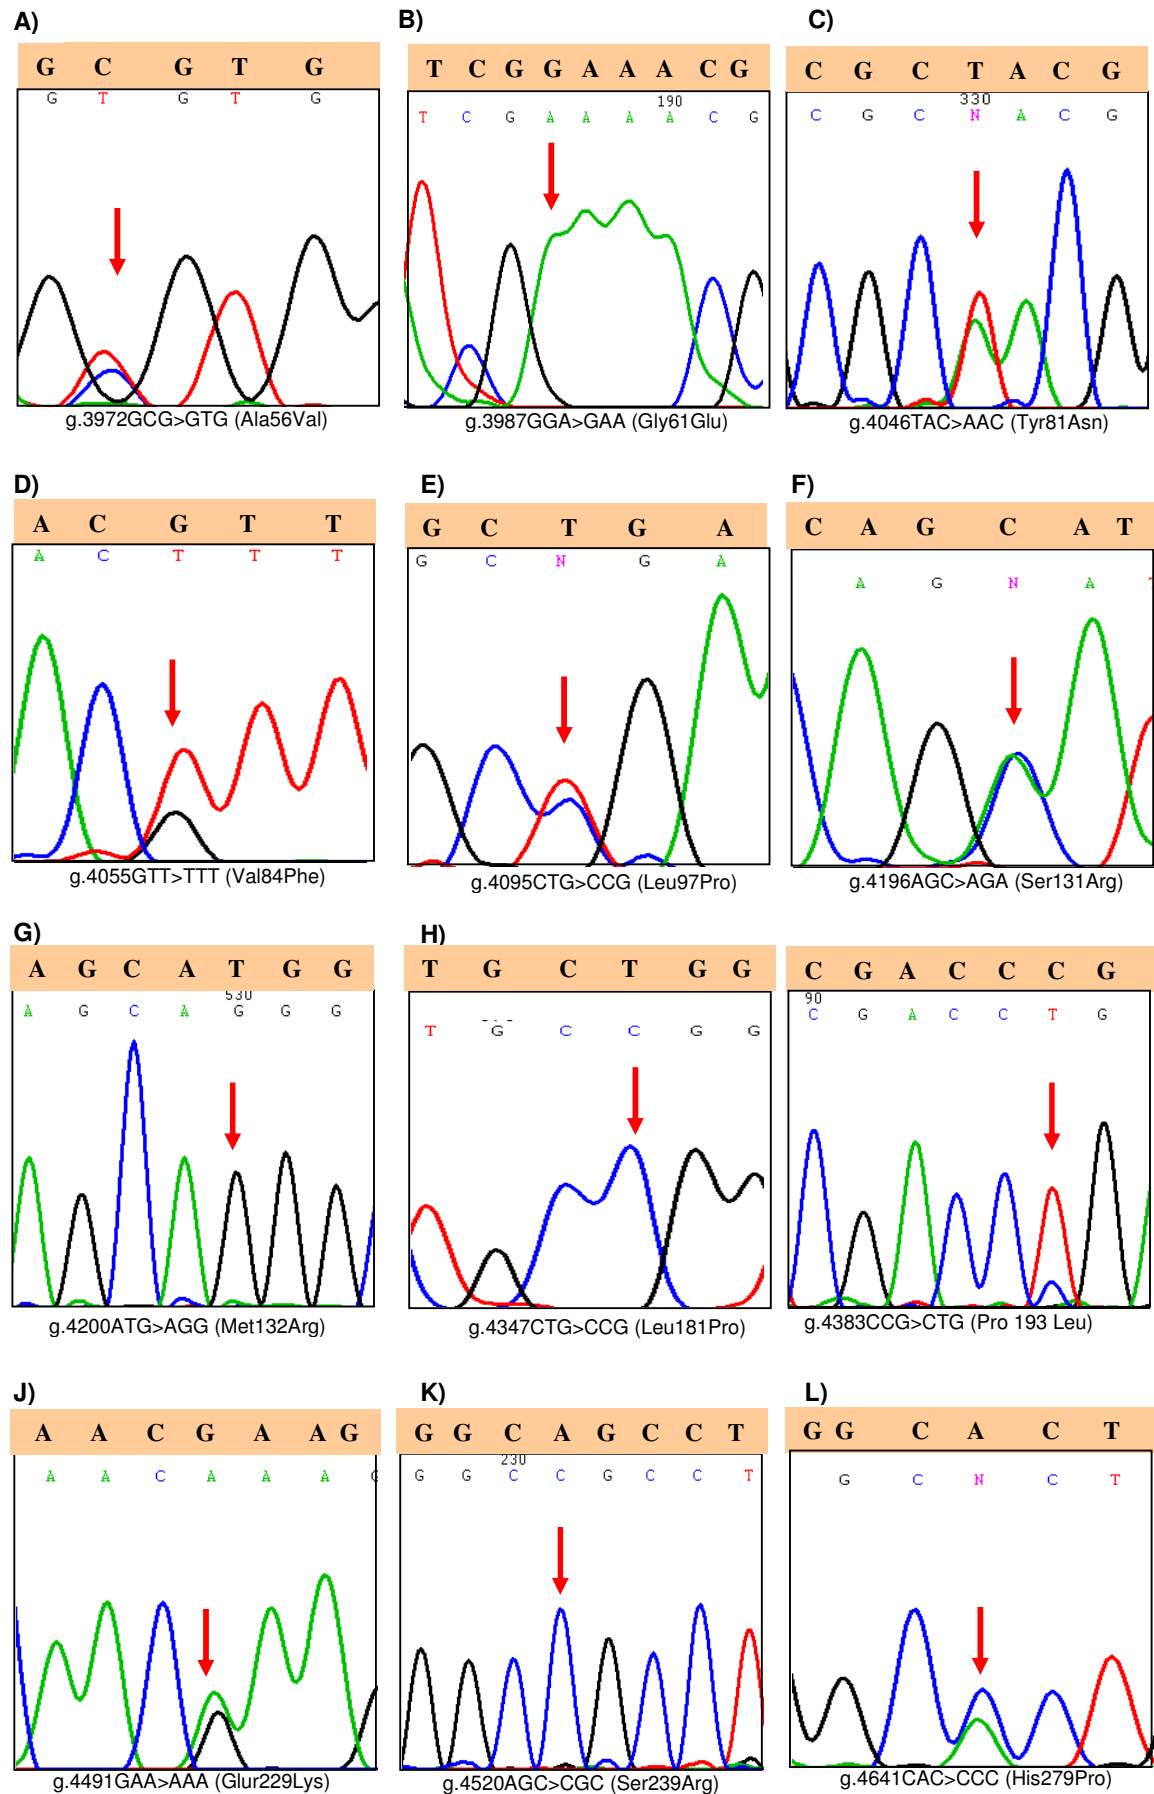 A)
B)
C)
G C G T G
T C G G A A A C G
C G C T A C G
G T G T G
190
T C G A A A A C G
330
C G C N A C G
g.3972GCG>GTG (Ala56Val)
g.3987GGA>GAA (Gly61Glu)
g.4046TAC>AAC (Tyr81Asn)
D)
E)
F)
A C G T T
G C T G A
C A G C A T
A C T T T
G C N G A
A G N A
g.4055GTT>TTT (Val84Phe)
g.4095CTG>CCG (Leu97Pro)
g.4196AGC>AGA (Ser131Arg)
G)
H)
A G C A T G G
T G C T G G
C G A C C C G
530
A G C A G G G
T G C C G G
90
C G A C C T G
g.4200ATG>AGG (Met132Arg)
g.4347CTG>CCG (Leu181Pro)
g.4383CCG>CTG (Pro 193 Leu)
J)
K)
L)
A A C G A A G
G G C A G C C T
G G C A C T
A A C A A A G
230
G G C C G C C T
G C N C T
g.4491GAA>AAA (Glur229Lys)
g.4520AGC>CGC (Ser239Arg)
g.4641CAC>CCC (His279Pro)